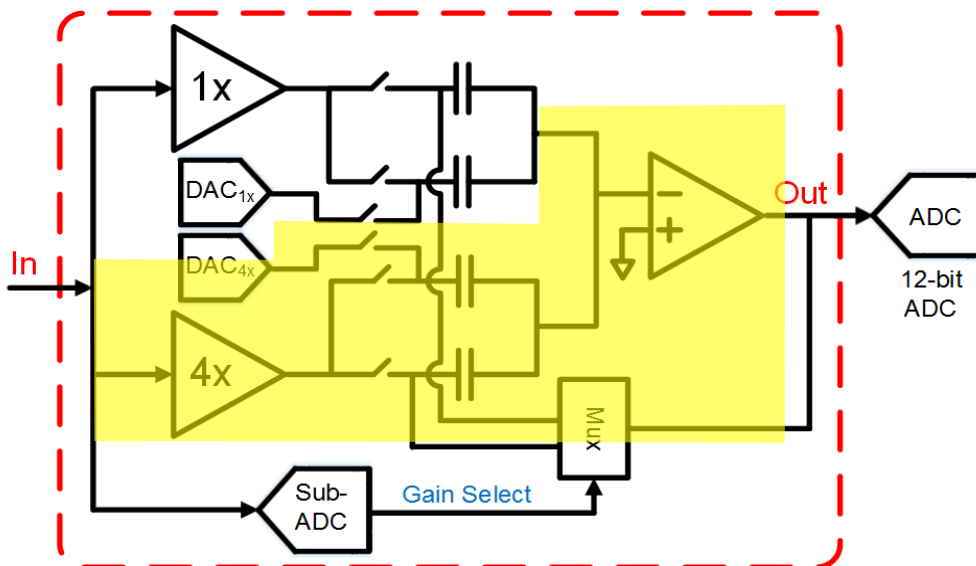 1x
DAC1x
DAC4x
In
4x
Sub-
ADC
Gain Select
Mux
−
+
Out
ADC
12-bit
ADC